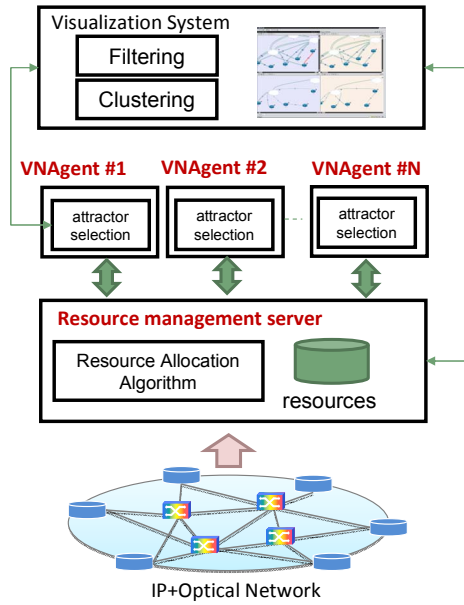 Visualization System
Filtering
Clustering
VNAgent #1
VNAgent #2
VNAgent #N
attractor
selection
attractor
selection
attractor
selection
Resource management server
Resource Allocation
Algorithm
resources
IP+Optical Network